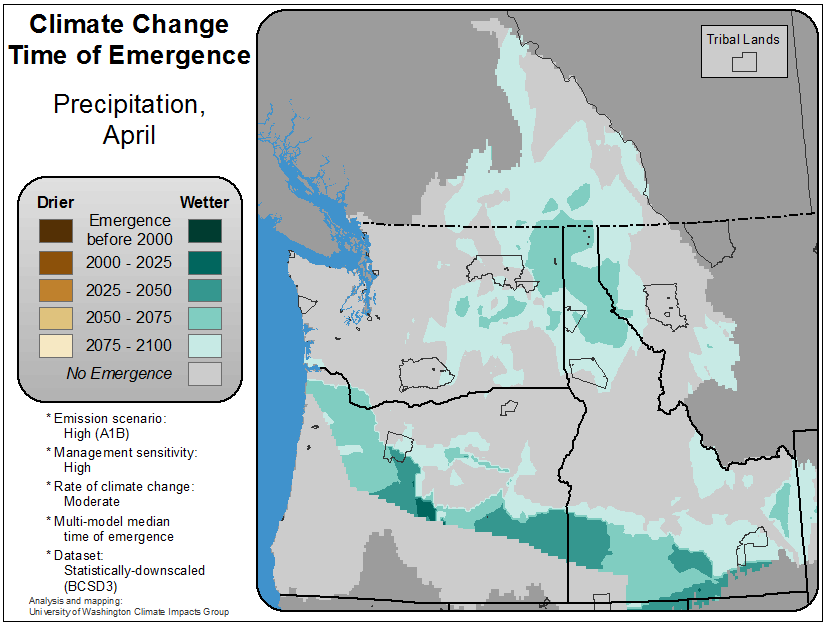 Climate Change
Time of Emergence
Precipitation,
April
Tribal Lands
Drier
Wetter
Emergence
before 2000
2000 - 2025
2025 - 2050
2050 - 2075
2075 - 2100
No Emergence
* Emission scenario:
High (A1B)
* Management sensitivity:
High
* Rate of climate change:
Moderate
* Multi-model median
time of emergence
* Dataset:
Statistically-downscaled
(BCSD3)
Analysis and mapping:
University of Washington Climate Impacts Group